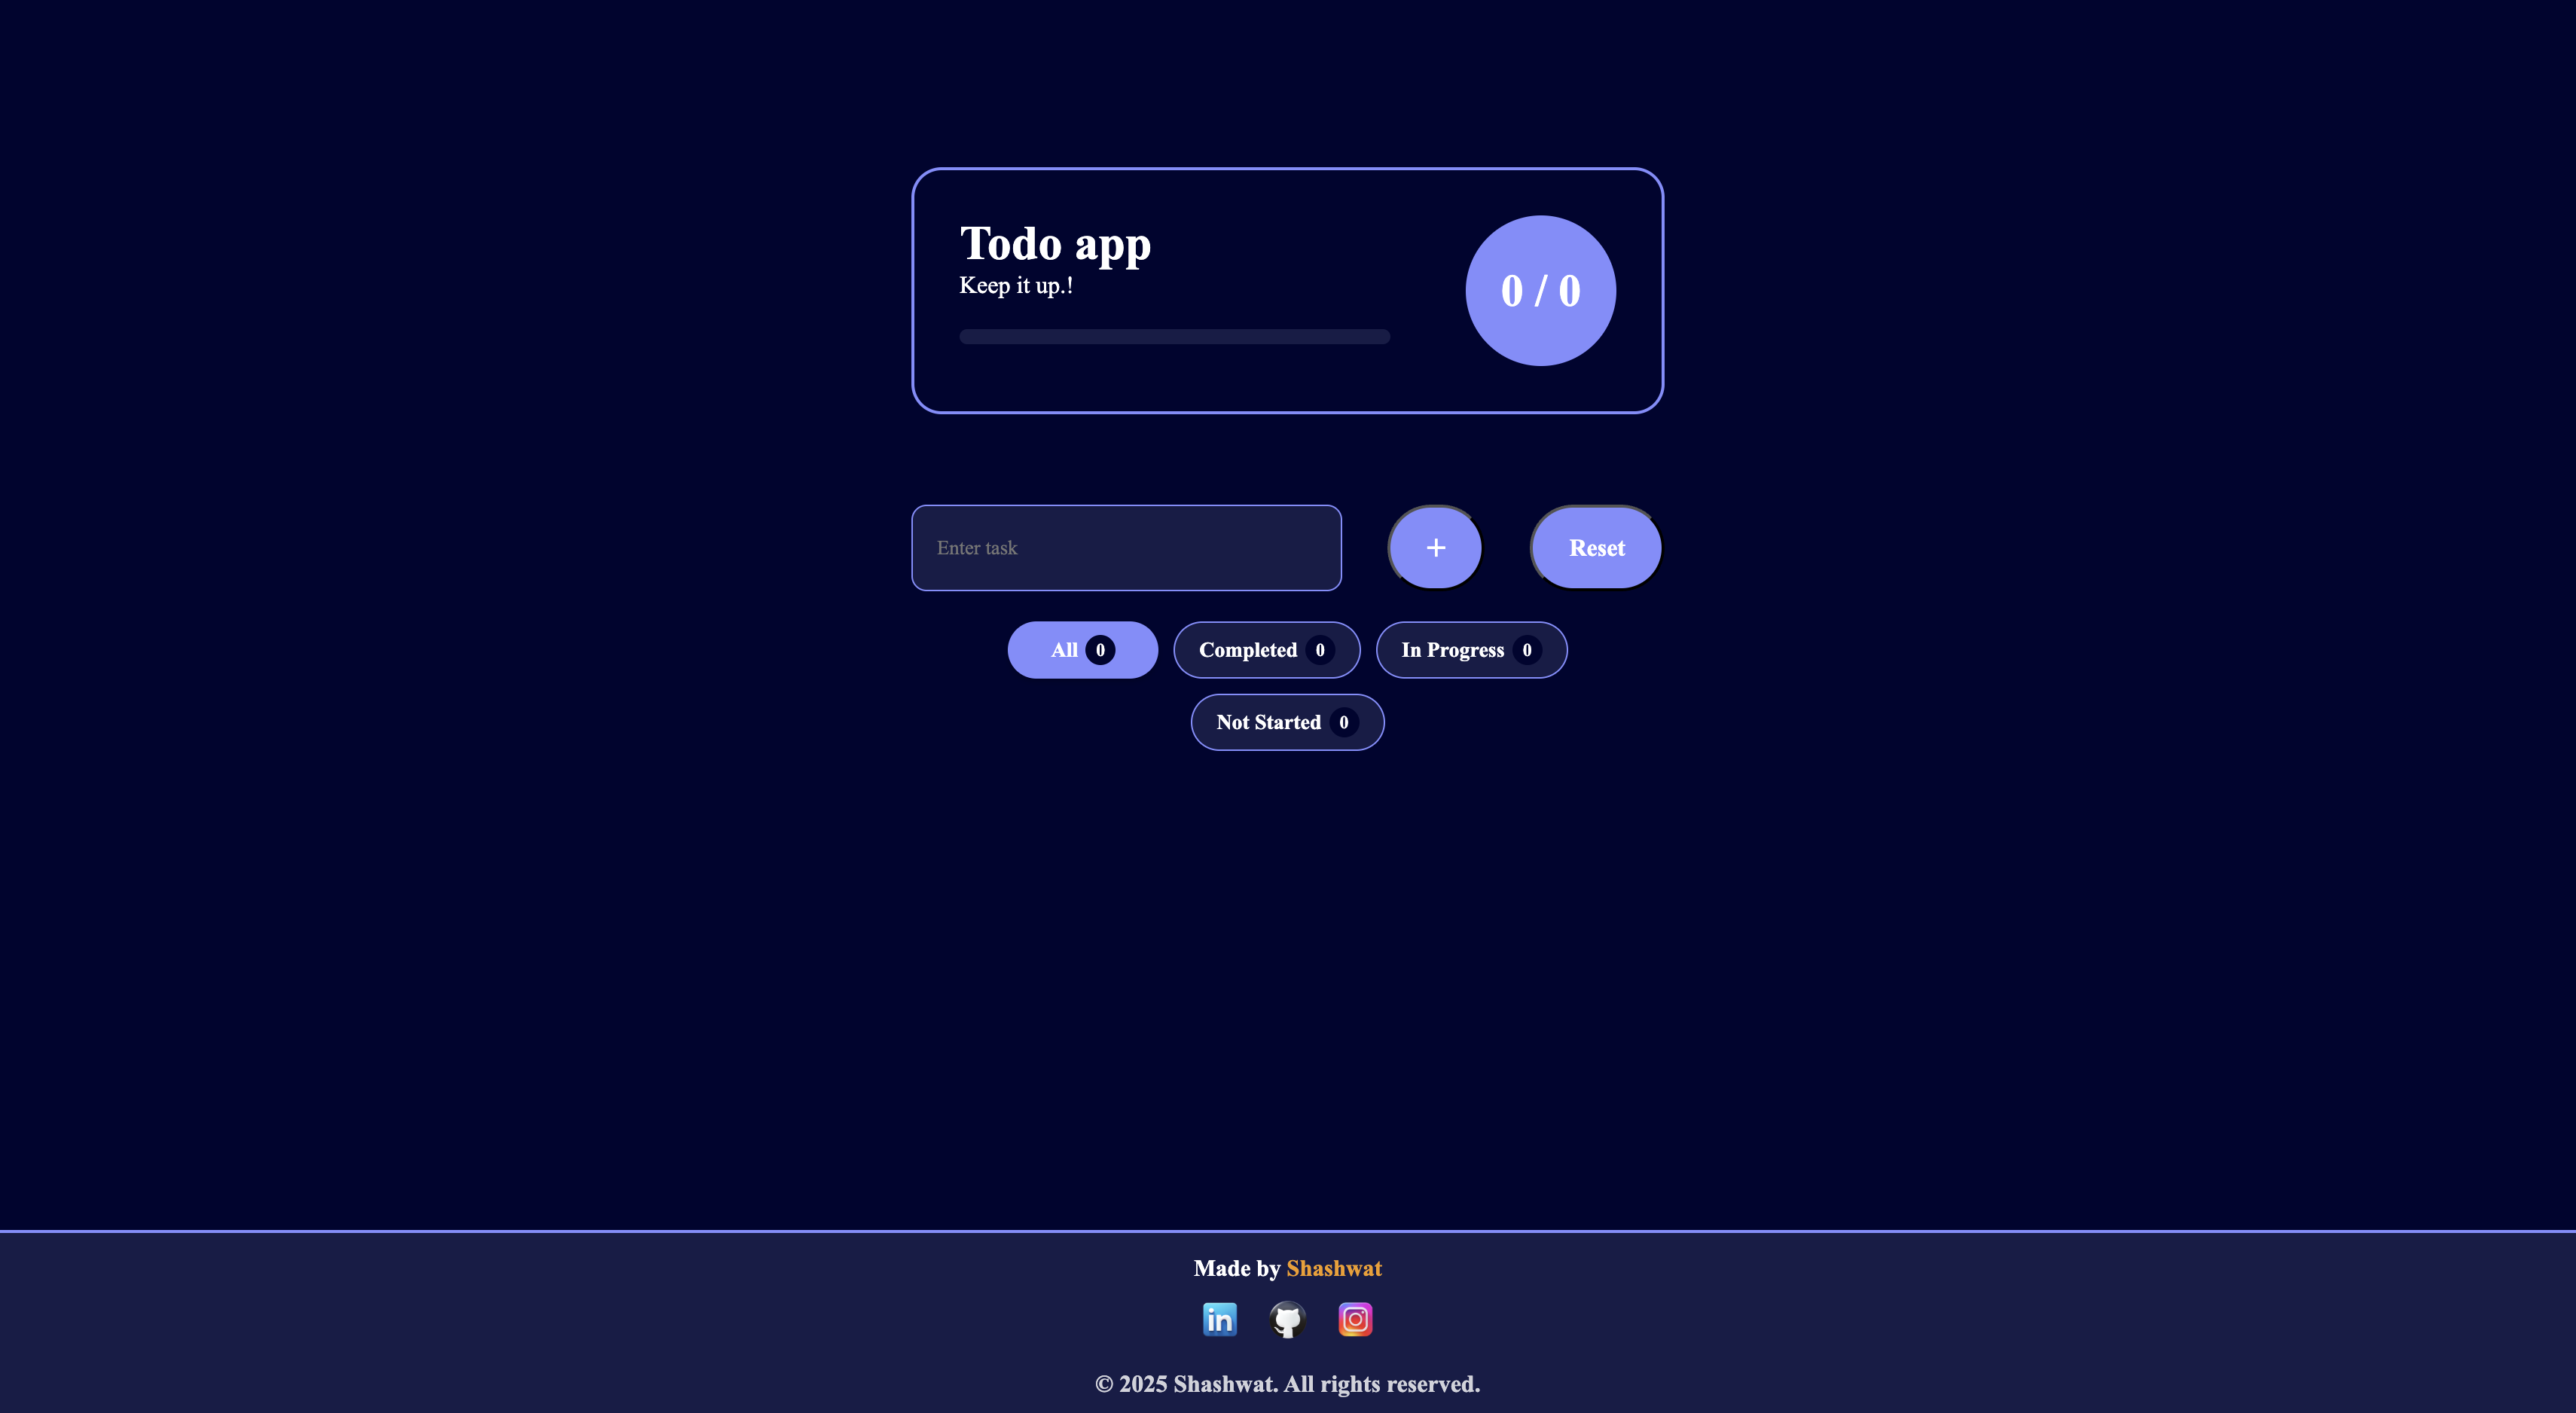 Todo app
Keep it up.!
0 / 0
Enter task
+
Reset
All 0
Completed 0
In Progress 0
Not Started 0
Made by Shashwat
in
© 2025 Shashwat. All rights reserved.